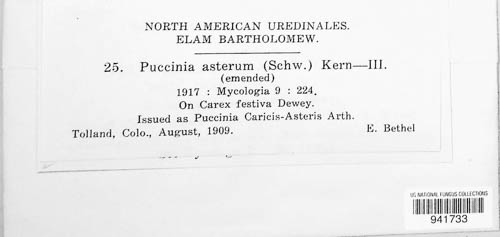 NORTH AMERICAN UREDINALES.
ELAM BARTHOLOMEW.
25. Puccinia asterum (Schw.) Kern—III.
(emended)
1917 : Mycologia 9 : 224.
On Carex festiva Dewey.
Issued as Puccinia Caricis-Asteris Arth.
Tolland, Colo., August, 1909. E. Bethel
US NATIONAL FUNGUS COLLECTIONS
941733